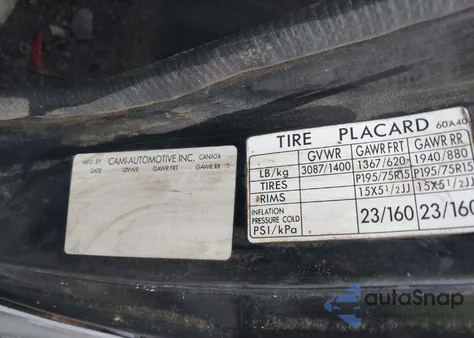 MFG BY CAMI-AUTOMOTIVE INC. CANADA
DATE GVWR GAWR FRT GAWR RR
TIRE PLACARD 60A40
GVWR GAWR FRT GAWR RR
LB/kg 3087/1400 1367/620 1940/880
TIRES P195/75R15 P195/75R15
RIMS 15X5 1/2JJ 15X5 1/2JJ
INFLATION
PRESSURE COLD
PSI/kPa 23/160 23/160
autoSnap